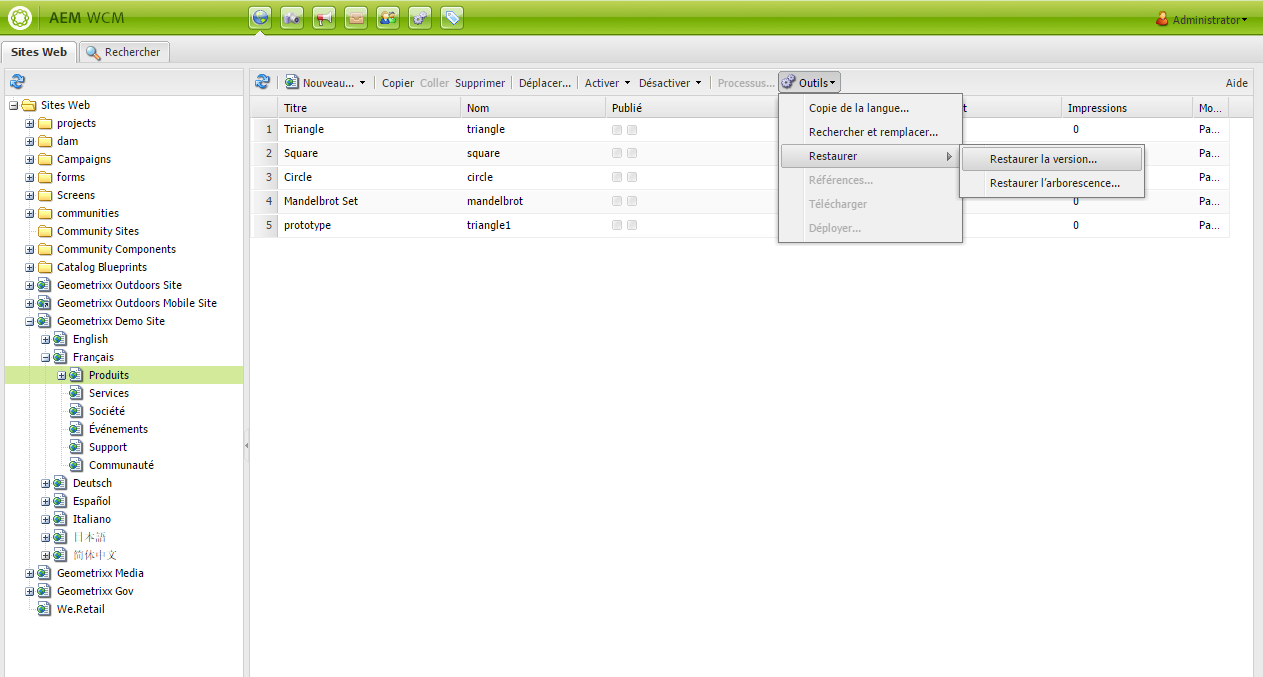 AEM WCM
Administrator
Sites Web
Rechercher
Nouveau...
Copier
Coller
Supprimer
Déplacer...
Activer
Désactiver
Processus...
Outils
Aide
Sites Web
projects
dam
Campaigns
forms
Screens
communities
Community Sites
Community Components
Catalog Blueprints
Geometrixx Outdoors Site
Geometrixx Outdoors Mobile Site
Geometrixx Demo Site
English
Français
Produits
Services
Société
Événements
Support
Communauté
Deutsch
Español
Italiano
日本語
简体中文
Geometrixx Media
Geometrixx Gov
We.Retail
Titre Nom Publié t Impressions Mo...
1 Triangle triangle 0 Pa...
2 Square square Pa...
3 Circle circle Pa...
4 Mandelbrot Set mandelbrot 0 Pa...
5 prototype triangle1 0 Pa...
Copie de la langue...
Rechercher et remplacer...
Restaurer
Références...
Télécharger
Déployer...
Restaurer la version...
Restaurer l'arborescence...